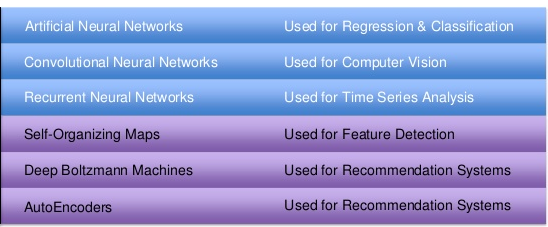 Artificial Neural Networks Used for Regression & Classification
Convolutional Neural Networks Used for Computer Vision
Recurrent Neural Networks Used for Time Series Analysis
Self-Organizing Maps Used for Feature Detection
Deep Boltzmann Machines Used for Recommendation Systems
AutoEncoders Used for Recommendation Systems